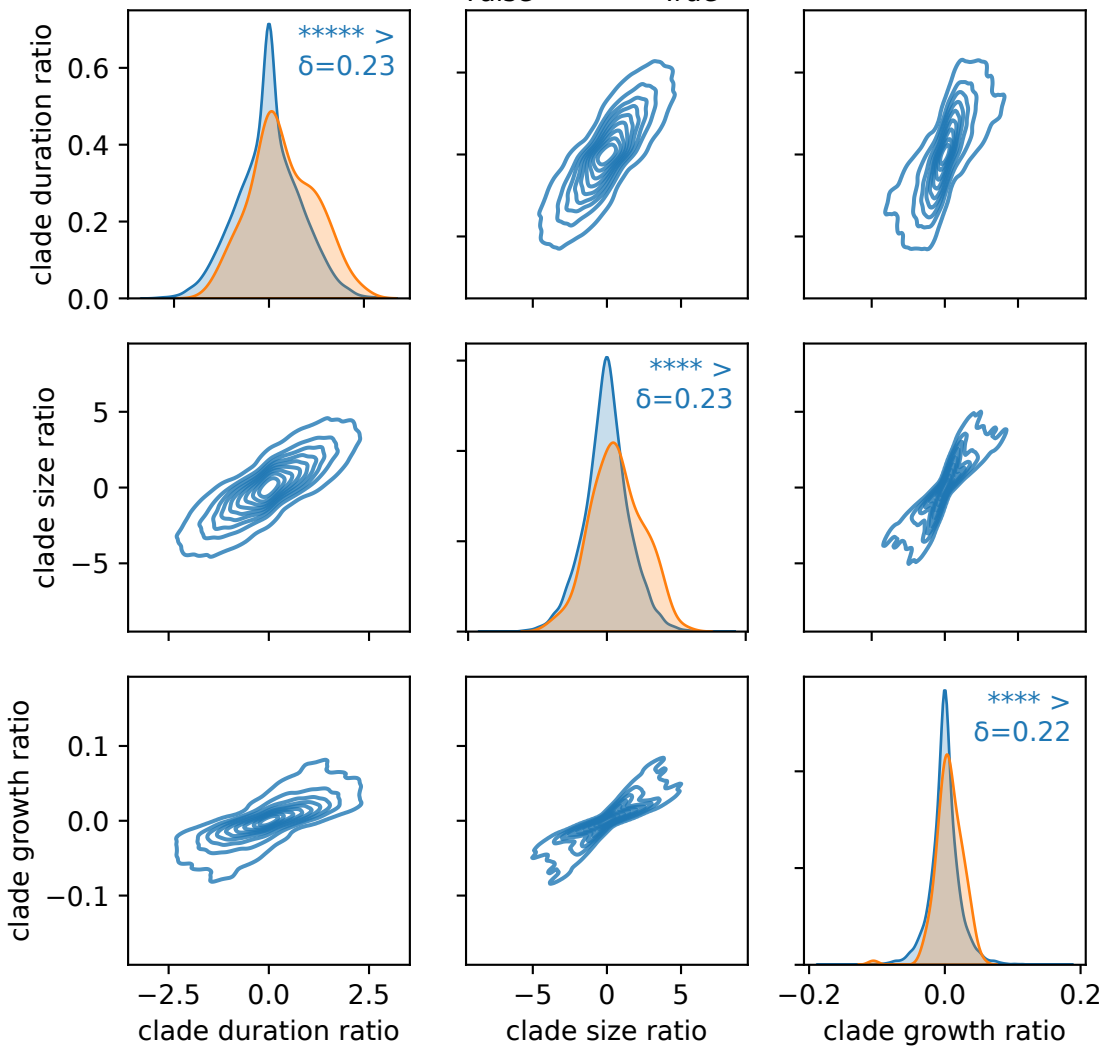 clade duration ratio
0.6
0.4
0.2
0.0
***** >
δ=0.23
clade size ratio
5
0
−5
**** >
δ=0.23
clade growth ratio
0.1
0.0
−0.1
**** >
δ=0.22
−2.5 0.0 2.5
−5 0 5
−0.2 0.0 0.2
clade duration ratio
clade size ratio
clade growth ratio